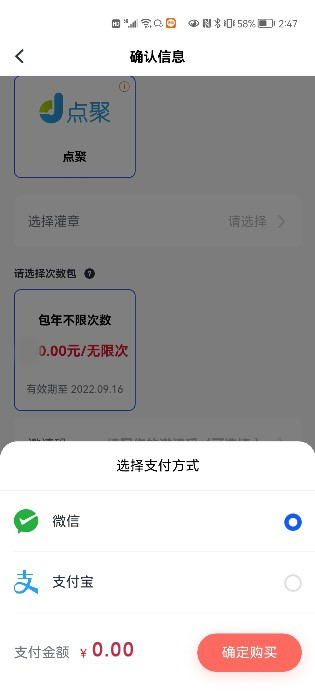 58% 2:47
确认信息
点聚
点聚
选择灌章
请选择
请选择次数包 ?
包年不限次数
0.00元/无限次
有效期至 2022.09.16
选择支付方式
微信
支付宝
支付金额 ¥ 0.00
确定购买